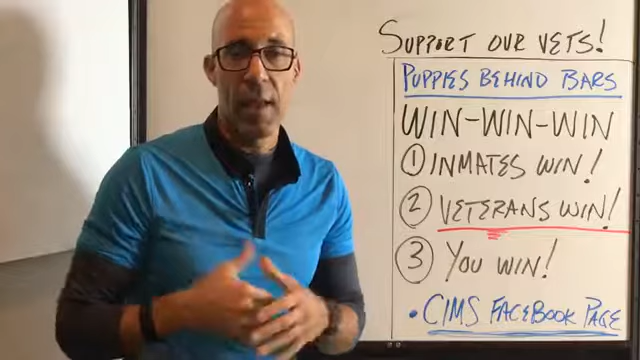 SUPPORT OUR VETS!
PUPPIES BEHIND BARS
WIN-WIN-WIN
① INMATES WIN!
② VETERANS WIN!
③ YOU WIN!
• CIMS FACEBOOK PAGE